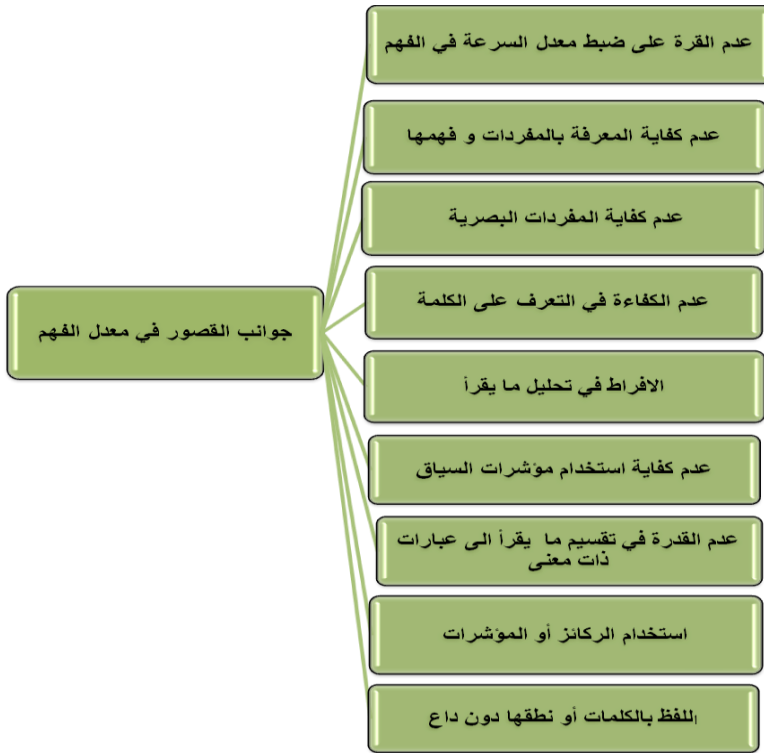 جوانب القصور في معدل الفهم
عدم القرة على ضبط معدل السرعة في الفهم
عدم كفاية المعرفة بالمفردات و فهمها
عدم كفاية المفردات البصرية
عدم الكفاءة في التعرف على الكلمة
الافراط في تحليل ما يقرأ
عدم كفاية استخدام مؤشرات السياق
عدم القدرة في تقسيم ما يقرأ الى عبارات
ذات معنى
استخدام الركائز أو المؤشرات
اللفظ بالكلمات أو نطقها دون داع